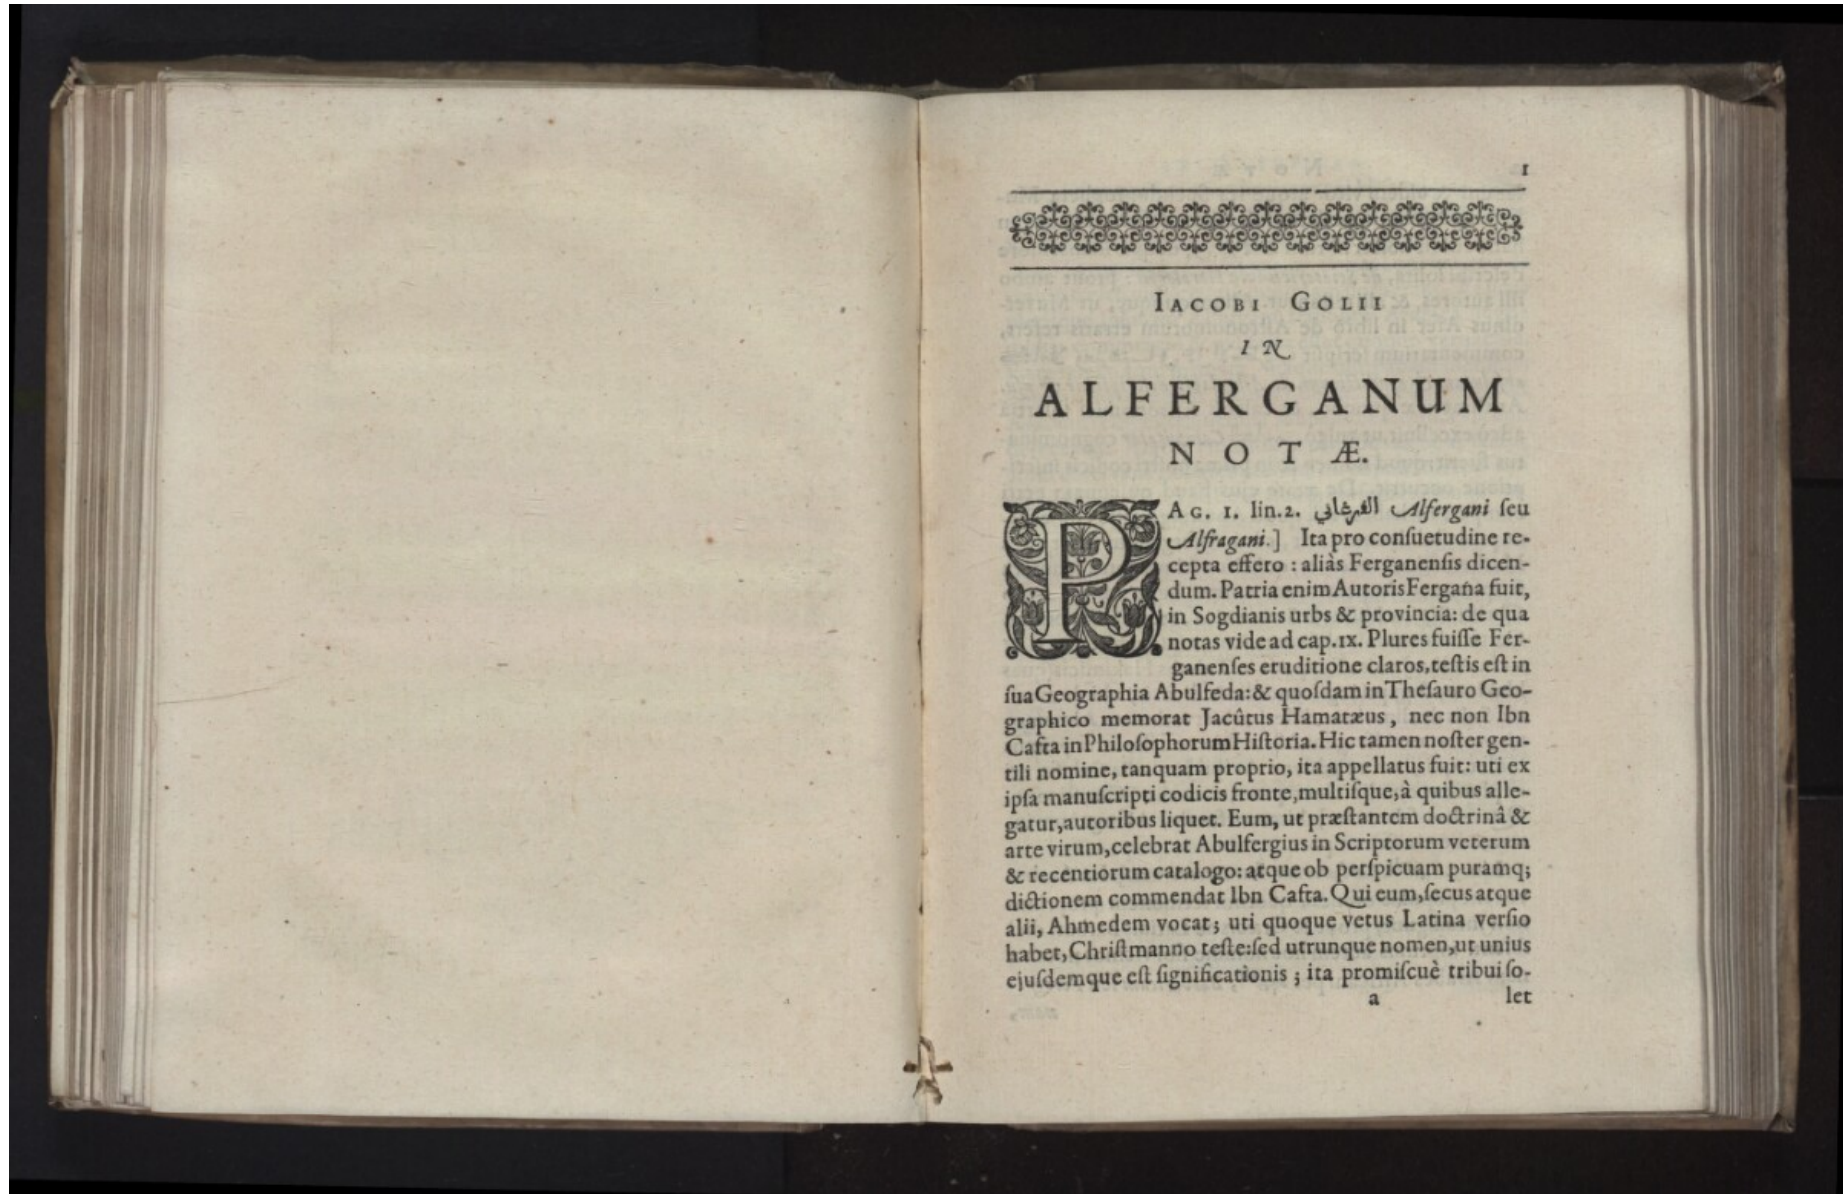 1
IACOBI GOLII
IN
ALFERGANUM
NOTÆ.
PAG. 1. lin.2. الفرغاني Alfergani ſeu
Alfragani.] Ita pro conſuetudine re-
cepta effero : aliàs Ferganenſis dicen-
dum. Patria enim Autoris Fergana fuit,
in Sogdianis urbs & provincia: de qua
notas vide ad cap.IX. Plures fuiſſe Fer-
ganenſes eruditione claros, teſtis eſt in
ſua Geographia Abulfeda: & quoſdam in Theſauro Geo-
graphico memorat Jacûtus Hamatæus, nec non Ibn
Cafta in Philoſophorum Hiſtoria. Hic tamen noſter gen-
tili nomine, tanquam proprio, ita appellatus fuit: uti ex
ipſa manuſcripti codicis fronte, multiſque, à quibus alle-
gatur, autoribus liquet. Eum, ut præſtantem doctrinâ &
arte virum, celebrat Abulfergius in Scriptorum veterum
& recentiorum catalogo: atque ob perſpicuam puramq;
dictionem commendat Ibn Cafta. Qui eum, ſecus atque
alii, Ahmedem vocat; uti quoque vetus Latina verſio
habet, Chriſtmanno teſte: ſed utrunque nomen, ut unius
ejuſdemque eſt ſignificationis ; ita promiſcuè tribui ſo-
a let